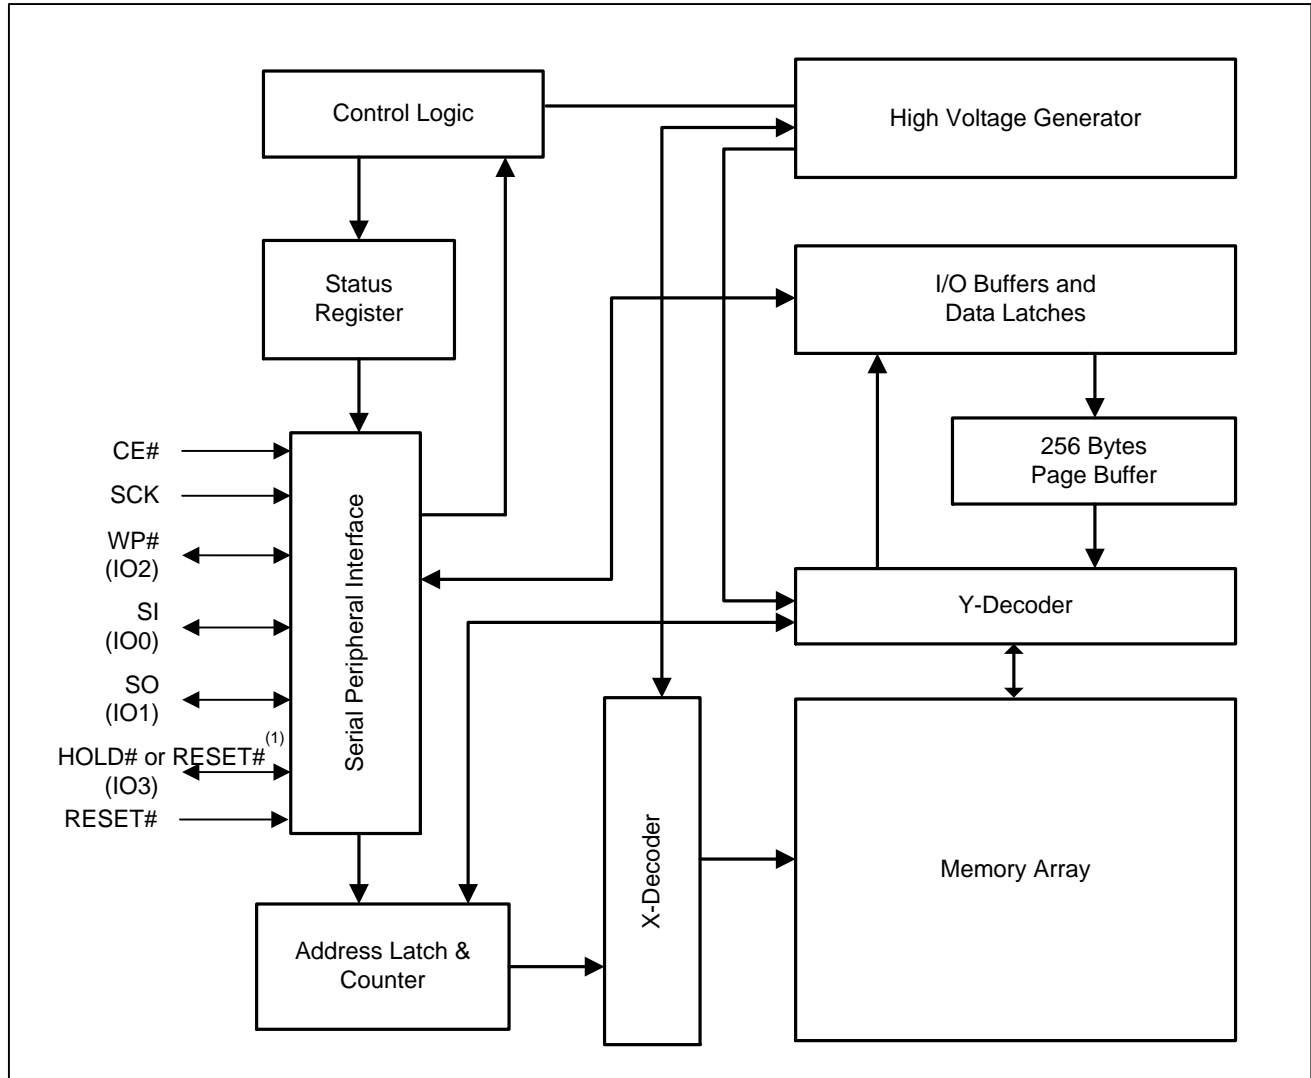 Control Logic
High Voltage Generator
Status
Register
I/O Buffers and
Data Latches
256 Bytes
Page Buffer
CE#
SCK
WP#
(IO2)
SI
(IO0)
SO
(IO1)
HOLD# or RESET#(1)
(IO3)
RESET#
Serial Peripheral Interface
Y-Decoder
X-Decoder
Memory Array
Address Latch &
Counter